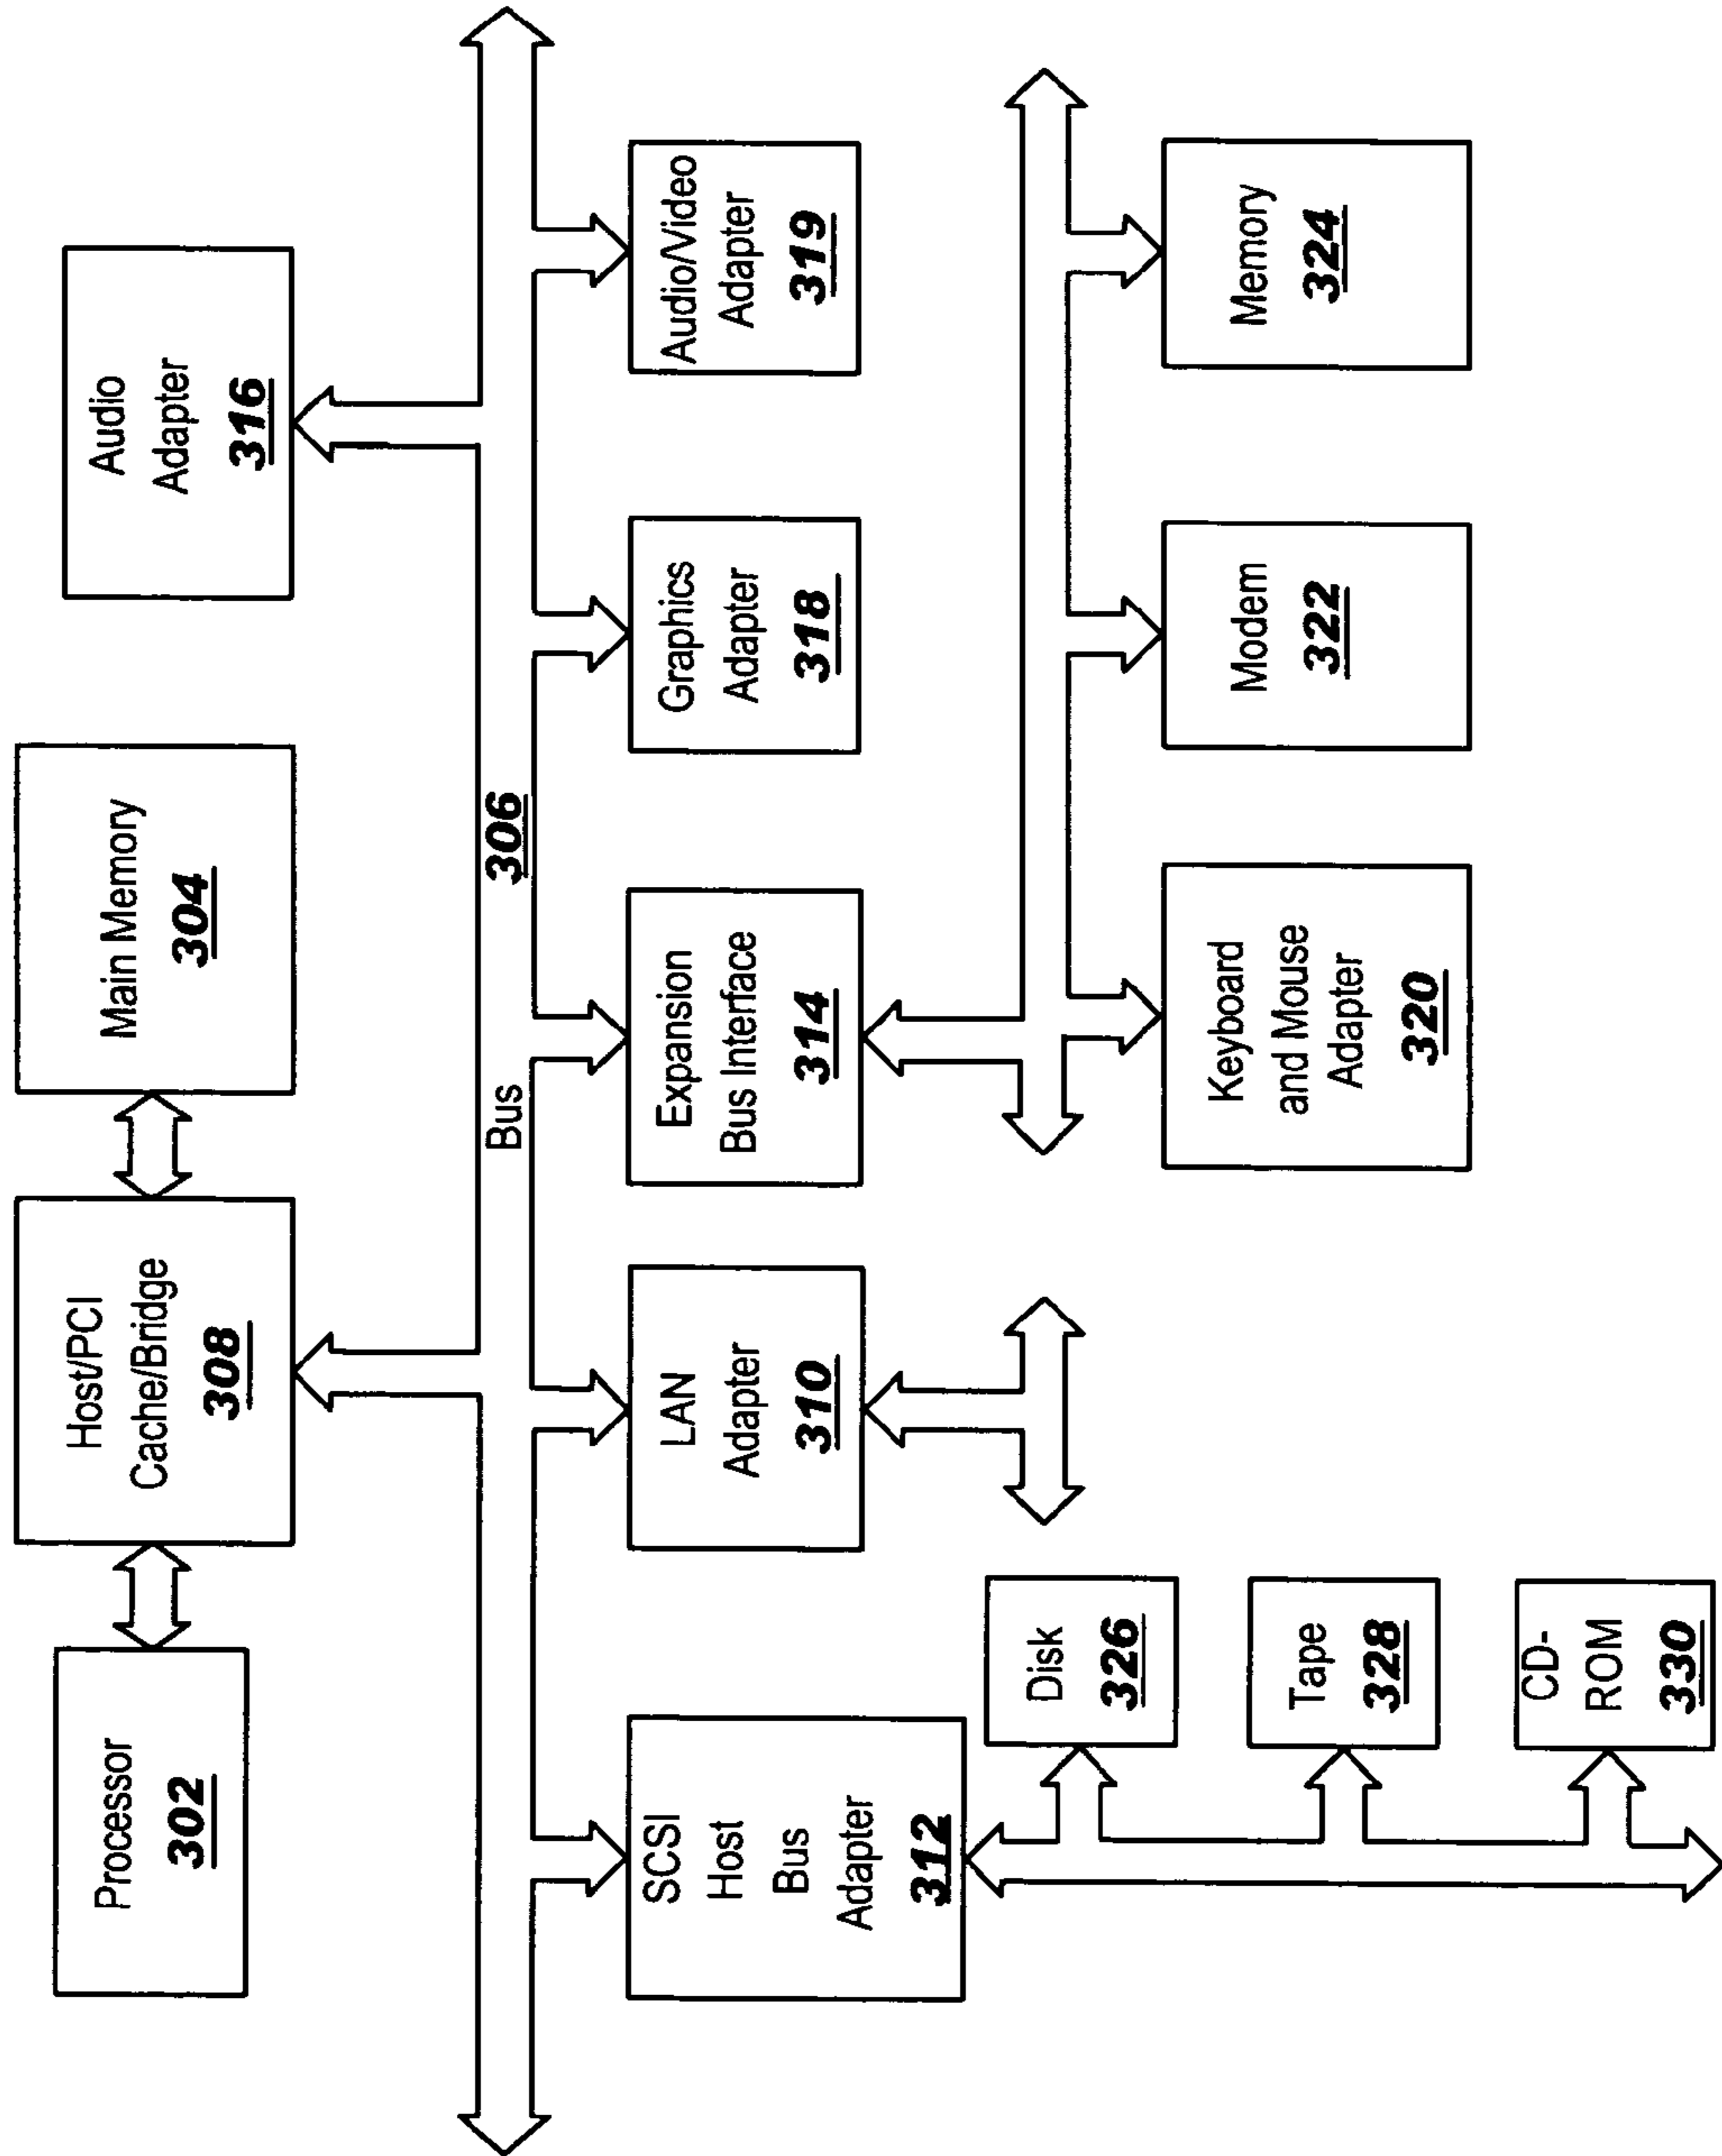 Processor
302
Host/PCI
Cache/Bridge
308
Main Memory
304
Audio
Adapter
316
Bus
306
SCSI
Host
Bus
Adapter
312
LAN
Adapter
310
Expansion
Bus Interface
314
Graphics
Adapter
318
Audio/Video
Adapter
319
Disk
326
Tape
328
CD-
ROM
330
Keyboard
and Mouse
Adapter
320
Modem
322
Memory
324